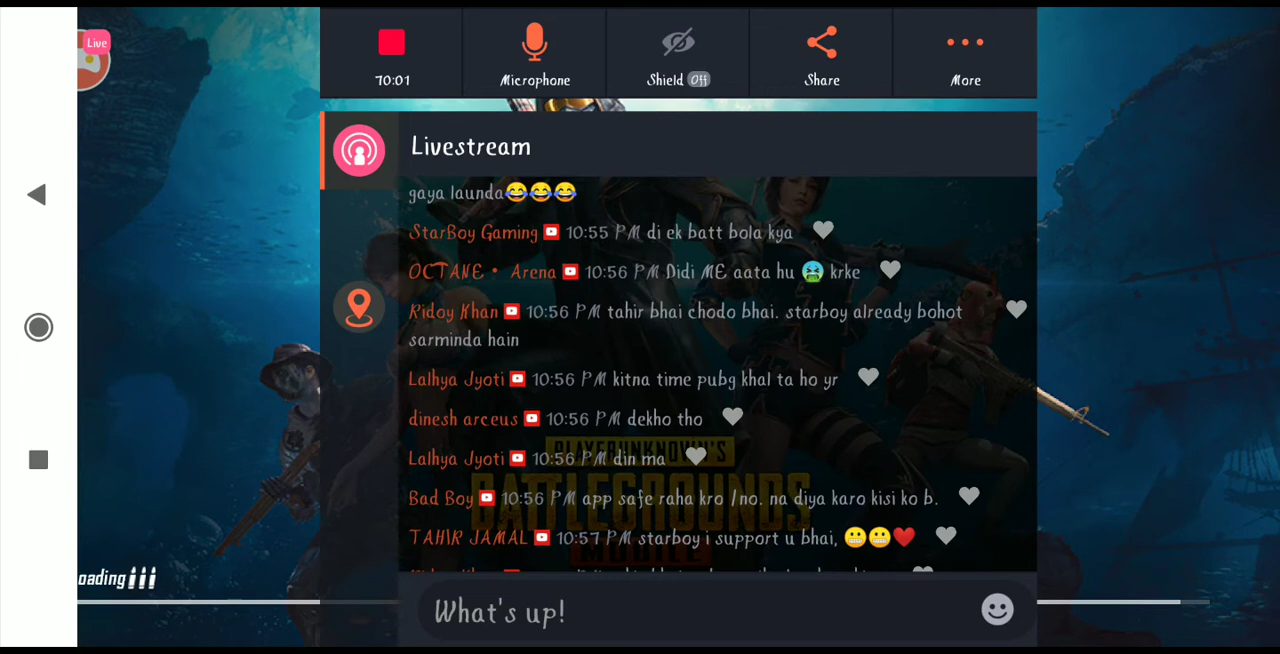 Live
70:01
Microphone
Shield Off
Share
More
Livestream
gaya launda😂😂😂
StarBoy Gaming 10:55 PM di ek batt bola kya
OCTANE • Arena 10:56 PM Didi ME aata hu 🤮 krke
Ridoy Khan 10:56 PM tahir bhai chodo bhai. starboy already bohot
sarminda hain
Lalhya Jyoti 10:56 PM kitna time pubg khal ta ho yr
dinesh arceus 10:56 PM dekho tho
PLAYERUNKNOWN'S
Lalhya Jyoti 10:56 PM din ma
Bad Boy 10:56 PM app safe raha kro /no. na diya karo kisi ko b.
BATTLEGROUNDS
TAHIR JAMAL 10:57 PM starboy i support u bhai, 😬😬❤️
MOBILE
oading
What's up!